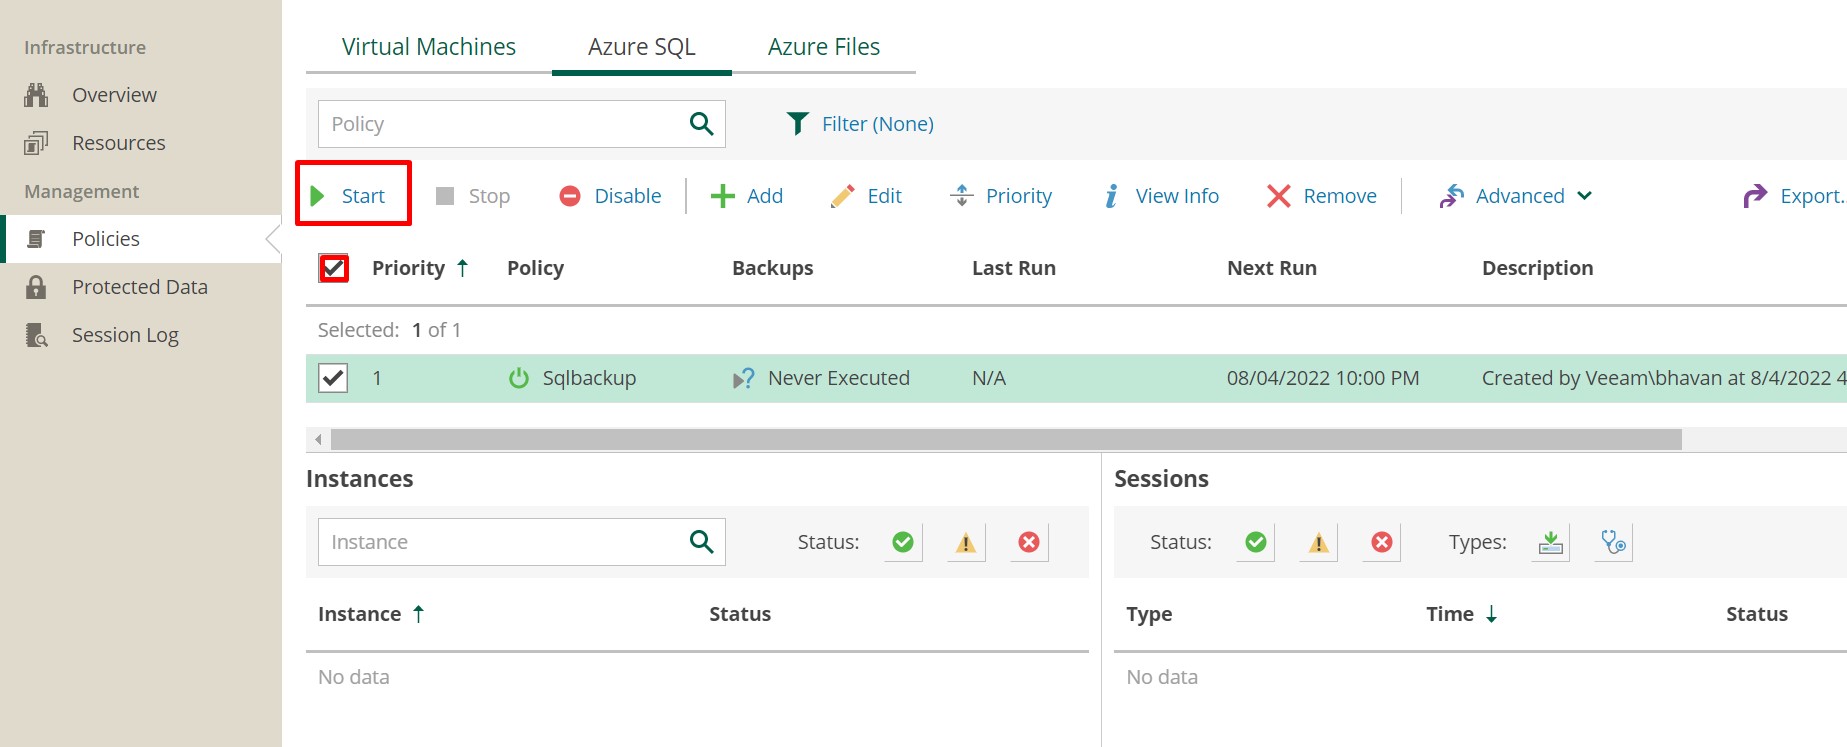 Infrastructure
Overview
Resources
Management
Policies
Protected Data
Session Log
Virtual Machines Azure SQL Azure Files
Policy Filter (None)
Start Stop Disable Add Edit Priority View Info Remove Advanced Export..
Priority Policy Backups Last Run Next Run Description
Selected: 1 of 1
1 Sqlbackup Never Executed N/A 08/04/2022 10:00 PM Created by Veeam\bhavan at 8/4/2022 4
Instances
Instance Status:
Instance Status
No data
Sessions
Status: Types:
Type Time Status
No data